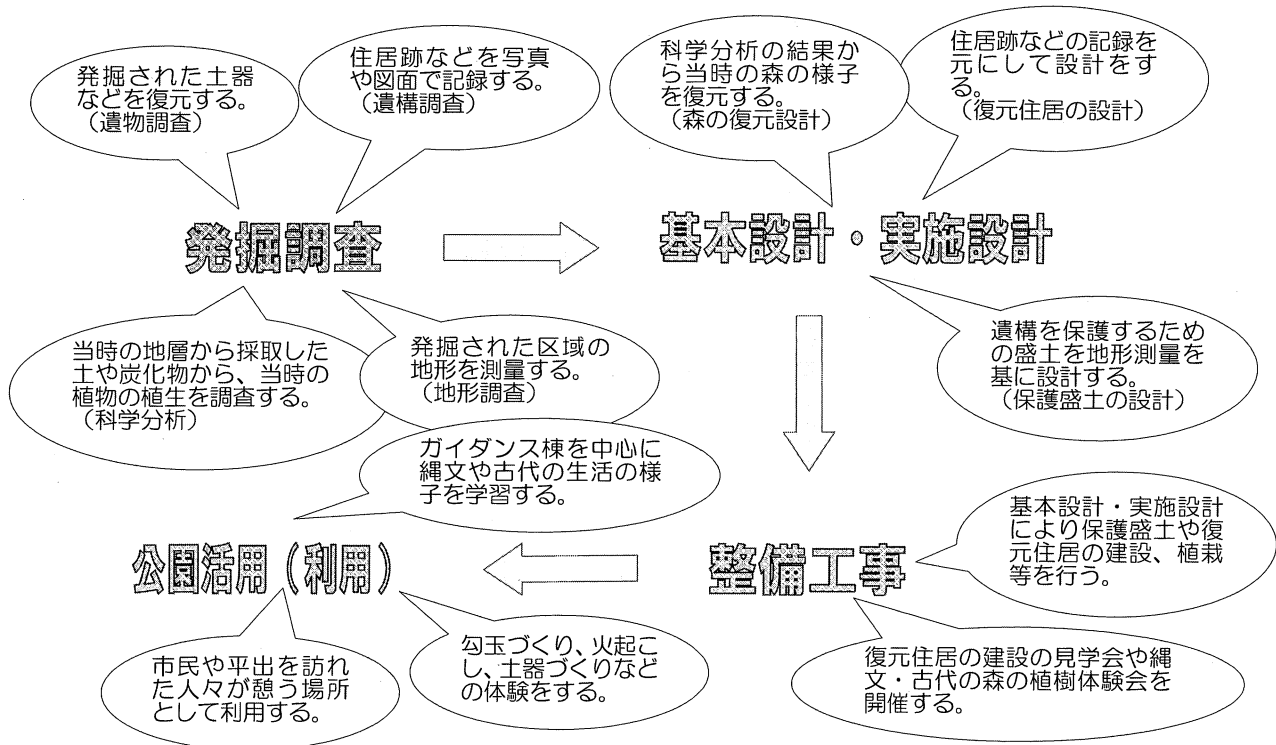 発掘された土器
などを復元する。
(遺物調査)
住居跡などを写真
や図面で記録する。
(遺構調査)
科学分析の結果か
ら当時の森の様子
を復元する。
(森の復元設計)
住居跡などの記録を
元にして設計をす
る。
(復元住居の設計)
発掘調査
基本設計・実施設計
当時の地層から採取した
土や炭化物から、当時の
植物の植生を調査する。
(科学分析)
発掘された区域の
地形を測量する。
(地形調査)
遺構を保護するため
の盛土を地形測量を
基に設計する。
(保護盛土の設計)
ガイダンス棟を中心に
縄文や古代の生活の様
子を学習する。
基本設計・実施設計
により保護盛土や復
元住居の建設、植栽
等を行う。
公園活用(利用)
整備工事
市民や平出を訪れ
た人々が憩う場所
として利用する。
勾玉づくり、火起こ
し、土器づくりなど
の体験をする。
復元住居の建設の見学会や縄
文・古代の森の植樹体験会を
開催する。